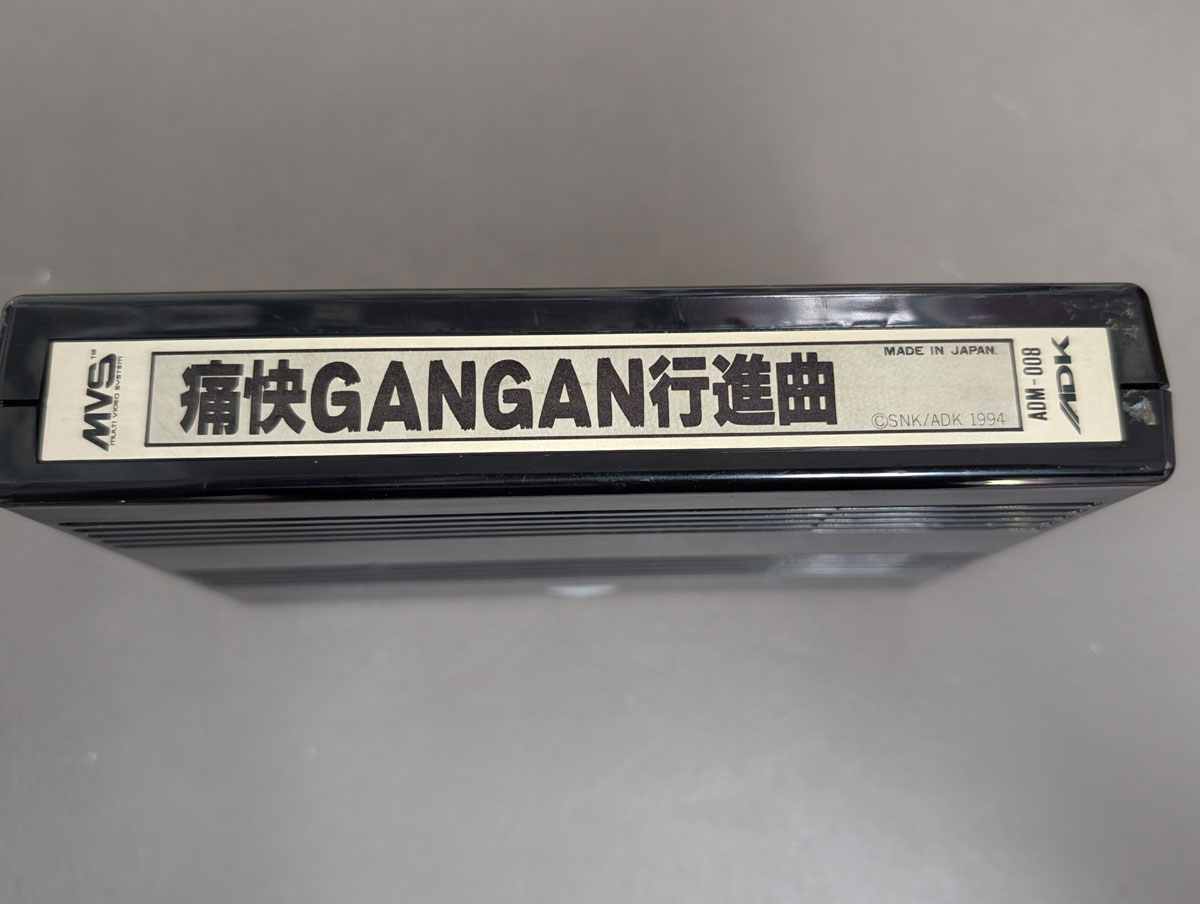 MVS™
MULTI VIDEO SYSTEM
痛快GANGAN行進曲
MADE IN JAPAN.
©SNK/ADK 1994
ADM-008
ADK